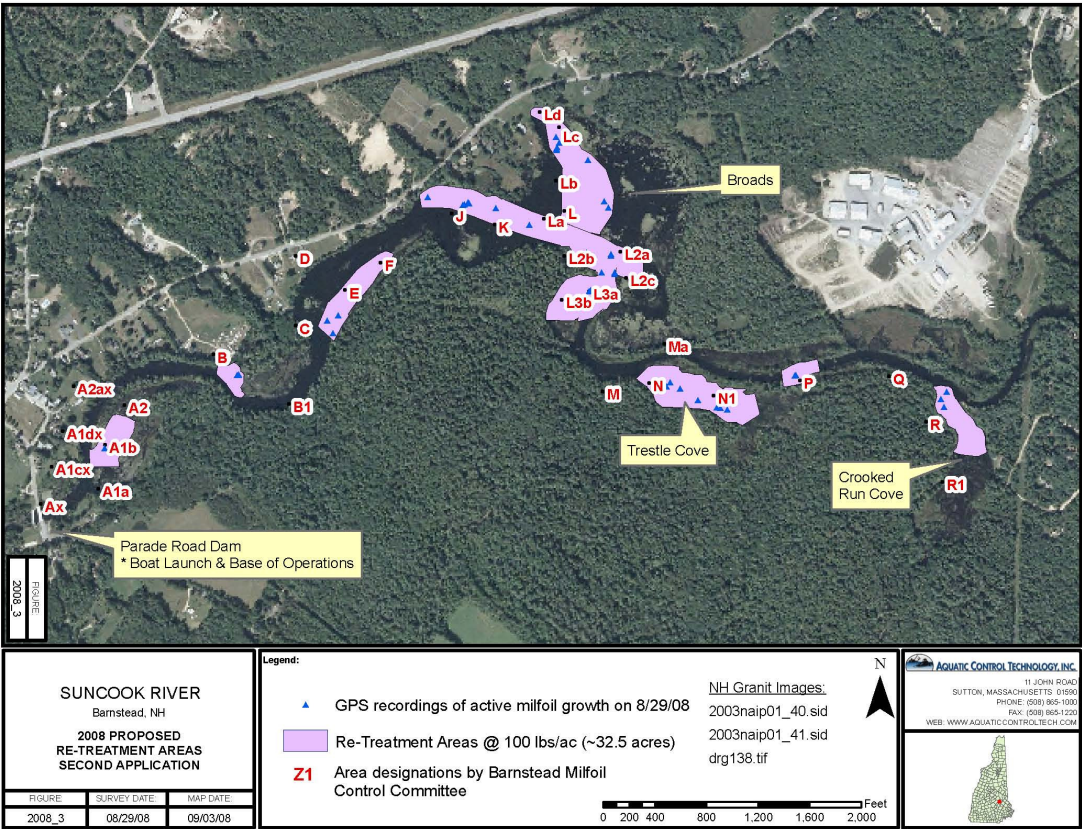 Ld
Lc
Lb
Broads
J
K
La
L
D
F
L2b
L2a
L2c
E
L3b
L3a
C
Ma
B
A2ax
M
N
N1
P
Q
A2
B1
R
A1dx
A1b
Trestle Cove
A1cx
Crooked
Run Cove
R1
A1a
Ax
Parade Road Dam
* Boat Launch & Base of Operations
FIGURE:
2008_3
SUNCOOK RIVER
Barnstead, NH
2008 PROPOSED
RE-TREATMENT AREAS
SECOND APPLICATION
FIGURE: SURVEY DATE: MAP DATE:
2008_3 08/29/08 09/03/08
Legend:
GPS recordings of active milfoil growth on 8/29/08
Re-Treatment Areas @ 100 lbs/ac (~32.5 acres)
Z1 Area designations by Barnstead Milfoil
Control Committee
NH Granit Images:
2003naip01_40.sid
2003naip01_41.sid
drg138.tif
N
Feet
0 200 400 800 1,200 1,600 2,000
AQUATIC CONTROL TECHNOLOGY, INC.
11 JOHN ROAD
SUTTON, MASSACHUSETTS 01590
PHONE: (508) 865-1000
FAX: (508) 865-1220
WEB: WWW.AQUATICCONTROLTECH.COM